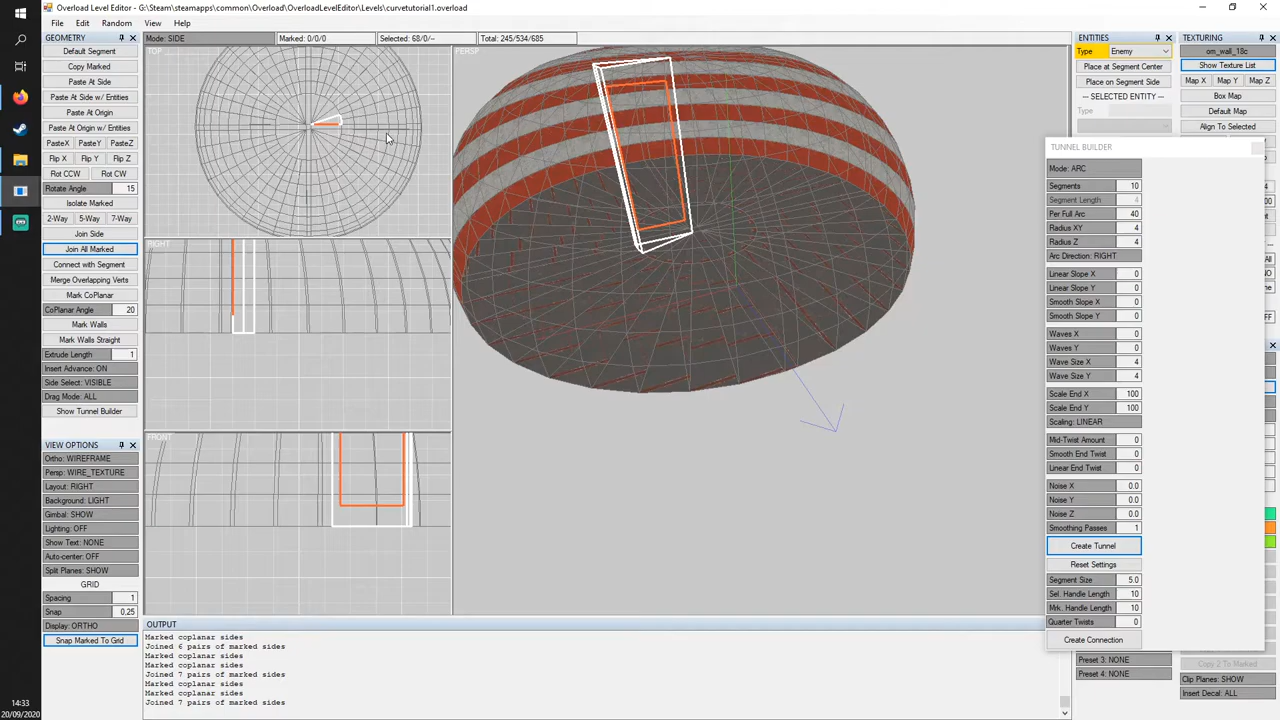 Overload Level Editor - G:\Steam\steamapps\common\Overload\OverloadLevelEditor\Levels\curvetutorial1.overload
File Edit Random View Help
GEOMETRY
Default Segment
Copy Marked
Paste At Side
Paste At Side w/ Entities
Paste At Origin
Paste At Origin w/ Entities
PasteX PasteY PasteZ
Flip X Flip Y Flip Z
Rot CCW Rot CW
Rotate Angle 15
Isolate Marked
2-Way 5-Way 7-Way
Join Side
Join All Marked
Connect with Segment
Merge Overlapping Verts
Mark CoPlanar
CoPlanar Angle 20
Mark Walls
Mark Walls Straight
Extrude Length 1
Insert Advance: ON
Side Select: VISIBLE
Drag Mode: ALL
Show Tunnel Builder
VIEW OPTIONS
Ortho: WIREFRAME
Persp: WIRE_TEXTURE
Layout: RIGHT
Background: LIGHT
Gimbal: SHOW
Lighting: OFF
Show Text: NONE
Auto-center: OFF
Split Planes: SHOW
GRID
Spacing 1
Snap 0.25
Display: ORTHO
Snap Marked To Grid
14:33
20/09/2020
Mode: SIDE Marked: 0/0/0 Selected: 68/0/-- Total: 245/534/685
TOP
PERSP
RIGHT
FRONT
OUTPUT
Marked coplanar sides
Joined 6 pairs of marked sides
Marked coplanar sides
Joined 7 pairs of marked sides
Marked coplanar sides
Marked coplanar sides
Joined 7 pairs of marked sides
ENTITIES
Type Enemy
Place at Segment Center
Place on Segment Side
--- SELECTED ENTITY ---
Type
TEXTURING
om_wall_18c
Show Texture List
Map X Map Y Map Z
Box Map
Default Map
Align To Selected
TUNNEL BUILDER
Mode: ARC
Segments 10
Segment Length 4
Per Full Arc 40
Radius XY 4
Radius Z 4
Arc Direction: RIGHT
Linear Slope X 0
Linear Slope Y 0
Smooth Slope X 0
Smooth Slope Y 0
Waves X 0
Waves Y 0
Wave Size X 4
Wave Size Y 4
Scale End X 100
Scale End Y 100
Scaling: LINEAR
Mid-Twist Amount 0
Smooth End Twist 0
Linear End Twist 0
Noise X 0.0
Noise Y 0.0
Noise Z 0.0
Smoothing Passes 1
Create Tunnel
Reset Settings
Segment Size 5.0
Sel. Handle Length 10
Mrk. Handle Length 10
Quarter Twists 0
Create Connection
Preset 3: NONE
Preset 4: NONE
Copy 2 To Marked
Clip Planes: SHOW
Insert Decal: ALL